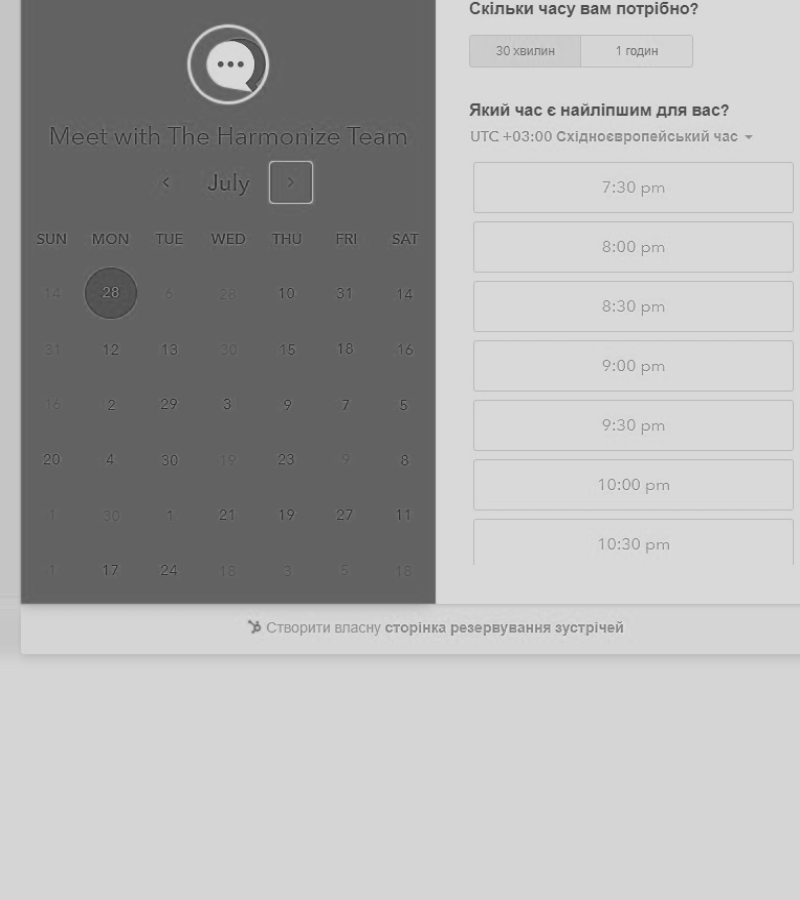 Meet with The Harmonize Team
July
SUN MON TUE WED THU FRI SAT
14 28 6 28 10 31 14
31 12 13 30 15 18 16
16 2 29 3 9 7 5
20 4 30 19 23 9 8
1 30 1 21 19 27 11
1 17 24 18 3 5 18
Скільки часу вам потрібно?
30 хвилин 1 годин
Який час є найліпшим для вас?
UTC +03:00 Східноєвропейський час
7:30 pm
8:00 pm
8:30 pm
9:00 pm
9:30 pm
10:00 pm
10:30 pm
Створити власну сторінка резервування зустрічей